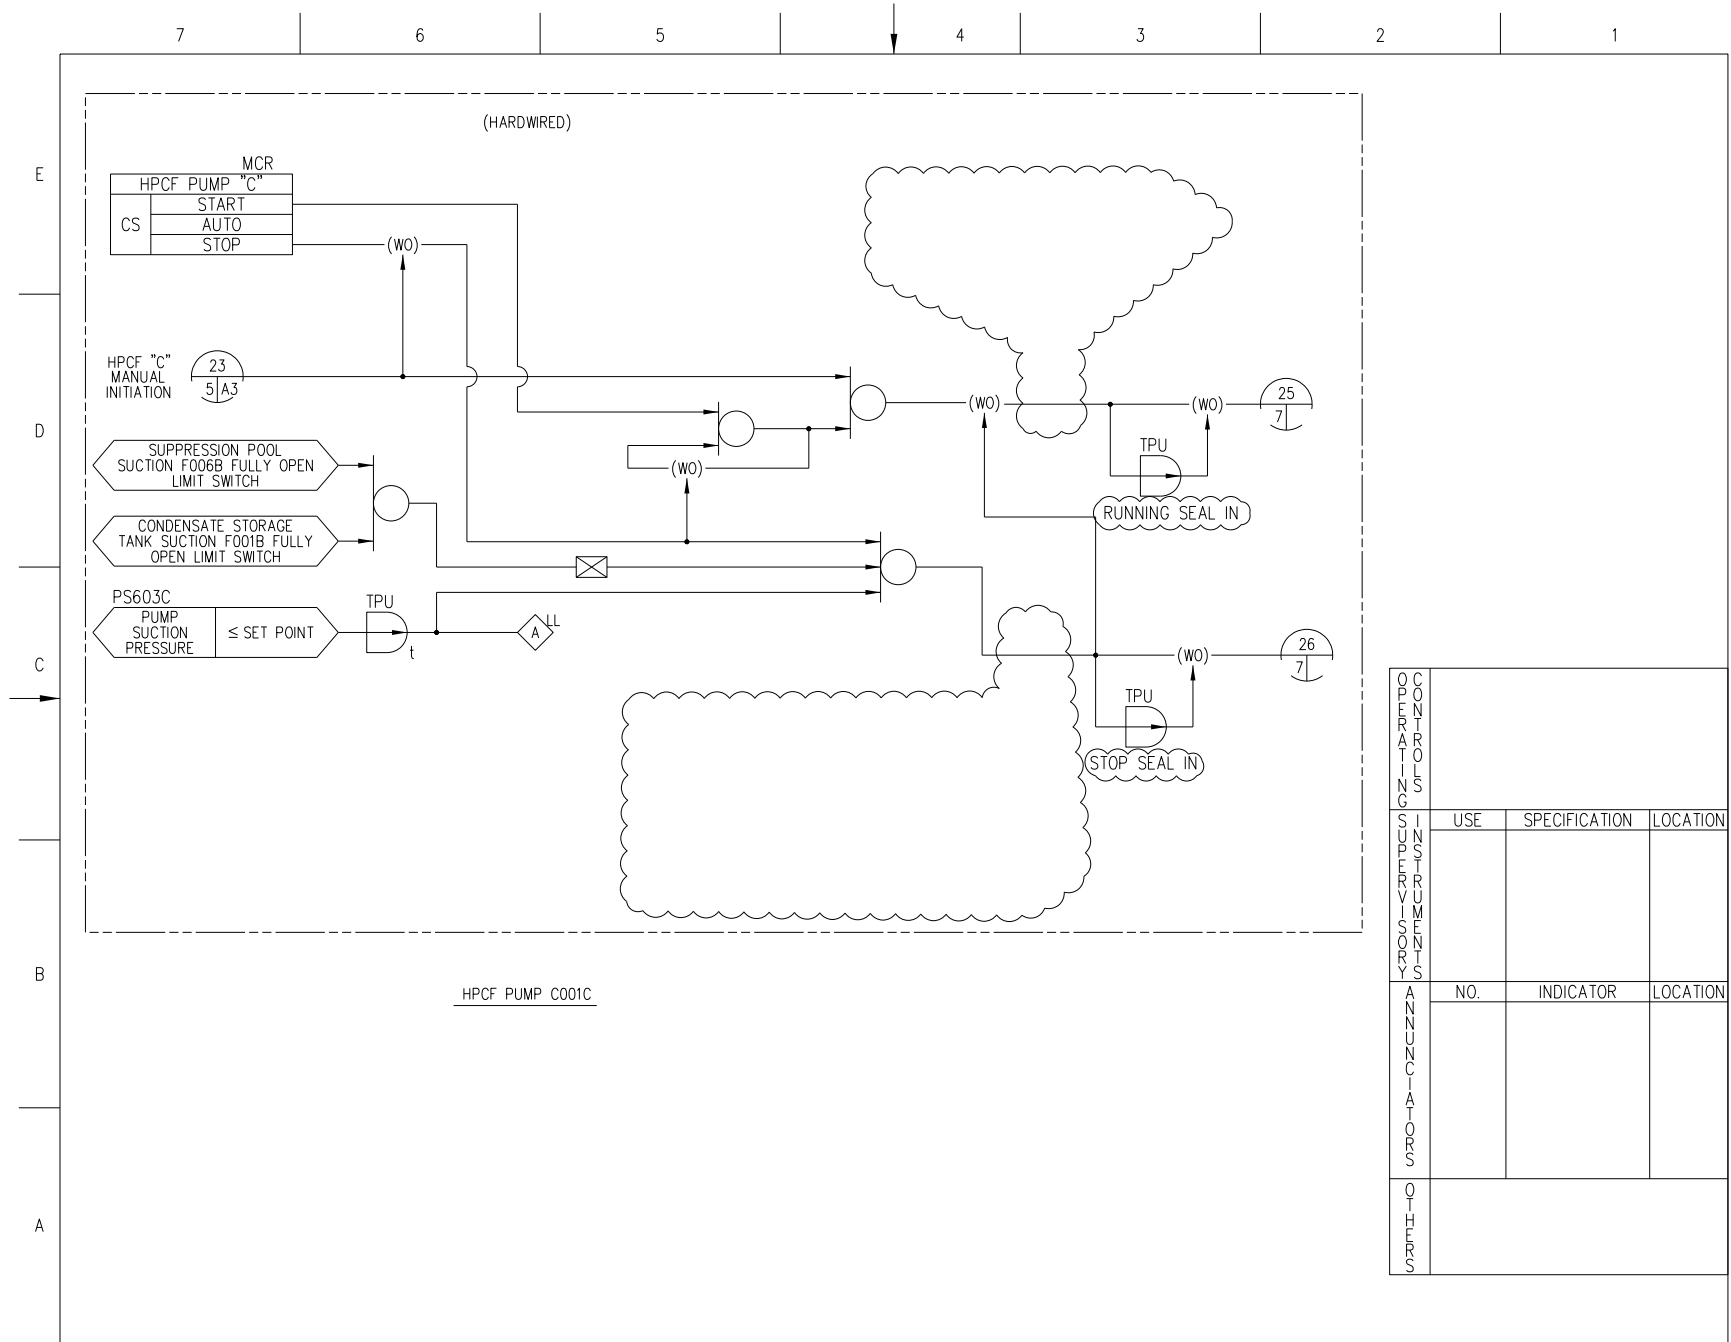 7 6 5 4 3 2 1
E
D
C
B
A
(HARDWIRED)
MCR
HPCF PUMP "C"
CS
START
AUTO
STOP
(WO)
HPCF "C"
MANUAL
INITIATION
23
5 A3
(WO)
(WO)
25
7
TPU
RUNNING SEAL IN
SUPPRESSION POOL
SUCTION F006B FULLY OPEN
LIMIT SWITCH
(WO)
CONDENSATE STORAGE
TANK SUCTION F001B FULLY
OPEN LIMIT SWITCH
PS603C
PUMP
SUCTION
PRESSURE
≤ SET POINT
TPU
t
A
LL
(WO)
26
7
TPU
STOP SEAL IN
HPCF PUMP C001C
OPERATING
CONTROLS
SUPERVISORY
INSTRUMENTS
USE SPECIFICATION LOCATION
ANNUNCIATORS
NO. INDICATOR LOCATION
OTHERS